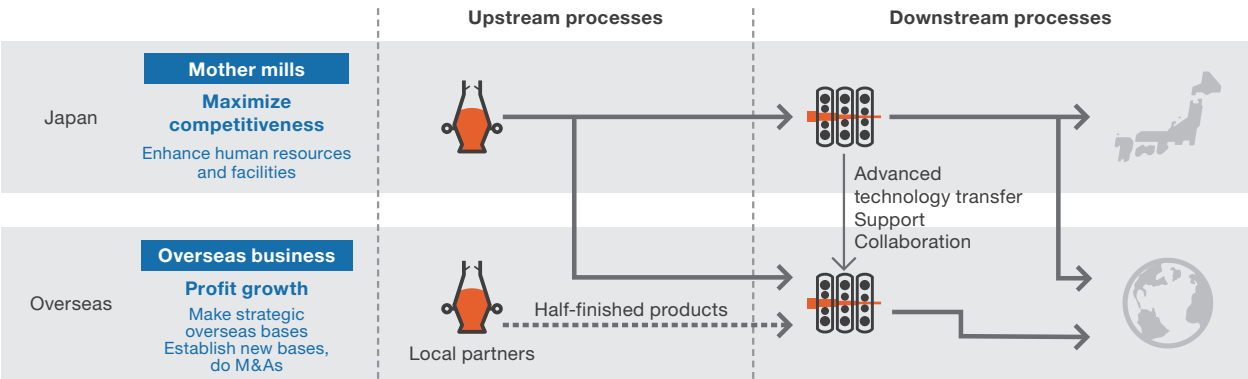 Upstream processes
Downstream processes
Japan
Mother mills
Maximize
competitiveness
Enhance human resources
and facilities
Advanced
technology transfer
Support
Collaboration
Overseas
Overseas business
Profit growth
Make strategic
overseas bases
Establish new bases,
do M&As
Half-finished products
Local partners